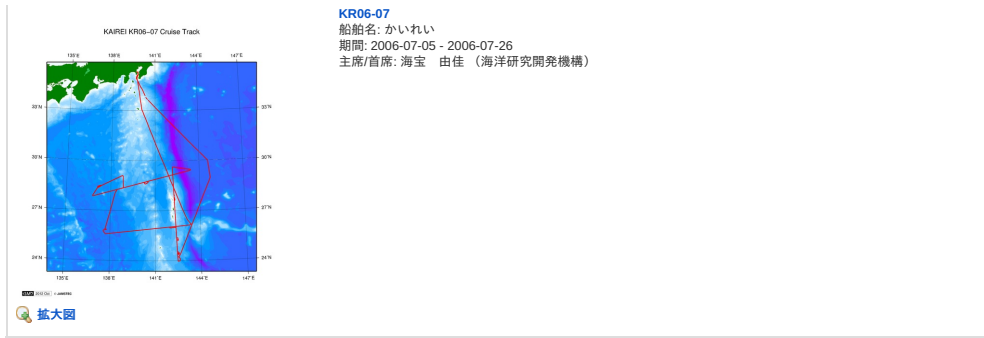 KR06-07
船舶名: かいれい
期間: 2006-07-05 - 2006-07-26
主席/首席: 海宝　由佳 （海洋研究開発機構）
KAIREI KR06-07 Cruise Track
135°E 138°E 141°E 144°E 147°E
33°N 33°N
30°N 30°N
27°N 27°N
24°N 24°N
135°E 138°E 141°E 144°E 147°E
拡大図